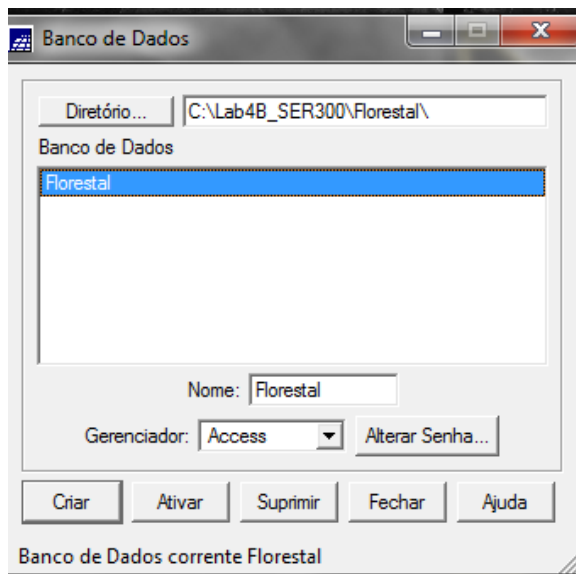 Banco de Dados
Diretório... C:\Lab4B_SER300\Florestal\
Banco de Dados
Florestal
Nome: Florestal
Gerenciador: Access Alterar Senha...
Criar Ativar Suprimir Fechar Ajuda
Banco de Dados corrente Florestal